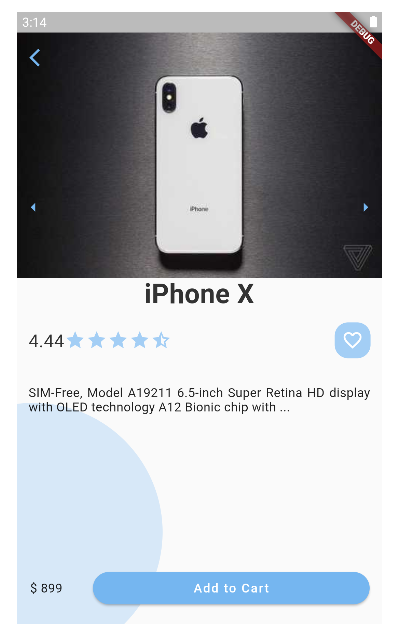 3:14
DEBUG
iPhone
iPhone X
4.44
SIM-Free, Model A19211 6.5-inch Super Retina HD display
with OLED technology A12 Bionic chip with ...
$ 899
Add to Cart